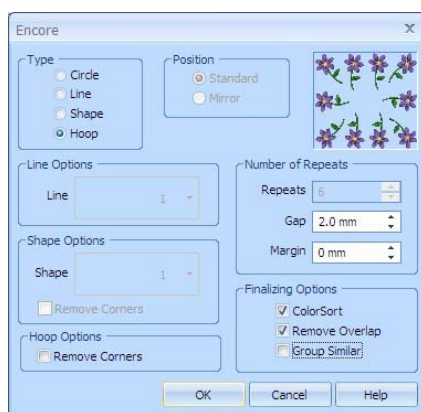 Encore
Type
Circle
Line
Shape
Hoop
Position
Standard
Mirror
Line Options
Line 1
Shape Options
Shape 1
Remove Corners
Hoop Options
Remove Corners
Number of Repeats
Repeats 6
Gap 2.0 mm
Margin 0 mm
Finalizing Options
ColorSort
Remove Overlap
Group Similar
OK Cancel Help